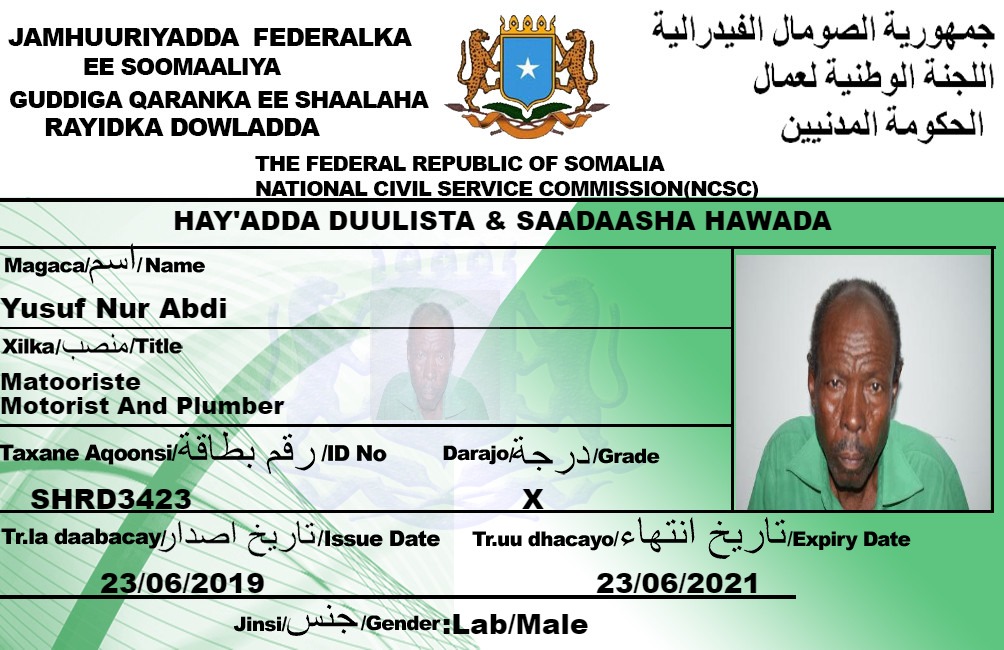 JAMHUURIYADDA FEDERALKA
EE SOOMAALIYA
GUDDIGA QARANKA EE SHAALAHA
RAYIDKA DOWLADDA
جمهورية الصومال الفيدرالية
اللجنة الوطنية لعمال
الحكومة المدنيين
THE FEDERAL REPUBLIC OF SOMALIA
NATIONAL CIVIL SERVICE COMMISSION(NCSC)
HAY'ADDA DUULISTA & SAADAASHA HAWADA
Magaca/اسم/Name
Yusuf Nur Abdi
Xilka/منصب/Title
Matooriste
Motorist And Plumber
Taxane Aqoonsi/رقم بطاقة/ID No
Darajo/درجة/Grade
SHRD3423
X
Tr.la daabacay/تاريخ اصدار/Issue Date
Tr.uu dhacayo/تاريخ انتهاء/Expiry Date
23/06/2019
23/06/2021
Jinsi/جنس/Gender:Lab/Male